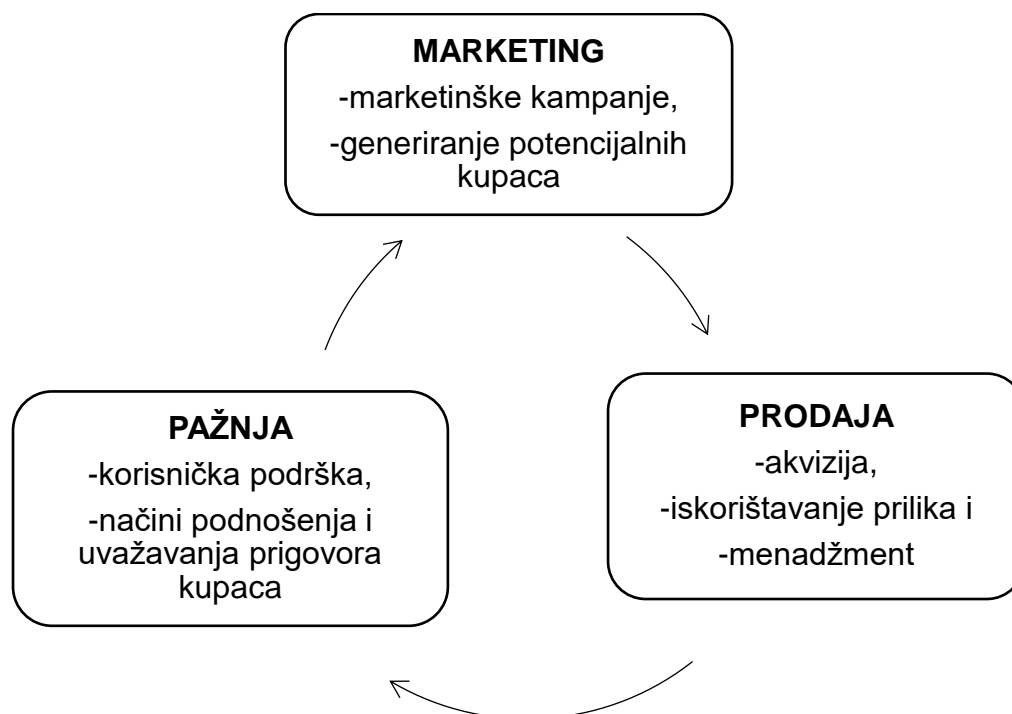 MARKETING
-marketinške kampanje,
-generiranje potencijalnih
kupaca
PAŽNJA
-korisnička podrška,
-načini podnošenja i
uvažavanja prigovora
kupaca
PRODAJA
-akvizija,
-iskorištavanje prilika i
-menadžment